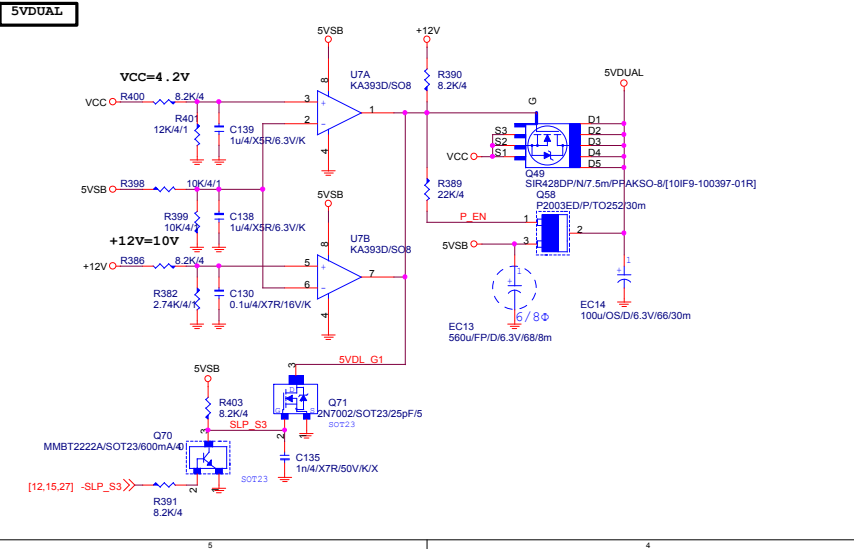 5VDUAL
5VSB
+12V
5VDUAL
VCC=4.2V
VCC
R400
8.2K/4
R401
12K/4/1
C139
1u/4/X5R/6.3V/K
3
+
2
-
8
4
1
U7A
KA393D/SO8
R390
8.2K/4
G
S3
S2
S1
VCC
D1
D2
D3
D4
D5
Q49
SIR428DP/N/7.5m/PPAKSO-8/[10IF9-100397-01R]
5VSB
R398
10K/4/1
R399
C138
1u/4/X5R/6.3V/K
5VSB
R389
22K/4
Q58
P2003ED/P/TO252/30m
P_EN
1
3
2
5VSB
+12V=10V
+12V
R386
8.2K/4
R382
2.74K/4/1
C130
0.1u/4/X7R/16V/K
5
+
6
-
8
4
7
U7B
KA393D/SO8
1
+
6/8Φ
EC13
560u/FP/D/6.3V/68/8m
1
+
EC14
100u/OS/D/6.3V/66/30m
5VDL_G1
5VSB
R403
8.2K/4
SLP_S3
3
D
G
S
2
1
Q71
2N7002/SOT23/25pF/5
SOT23
Q70
3
2
1
SOT23
C135
1n/4/X7R/50V/K/X
[12,15,27] -SLP_S3
R391
8.2K/4
5
4